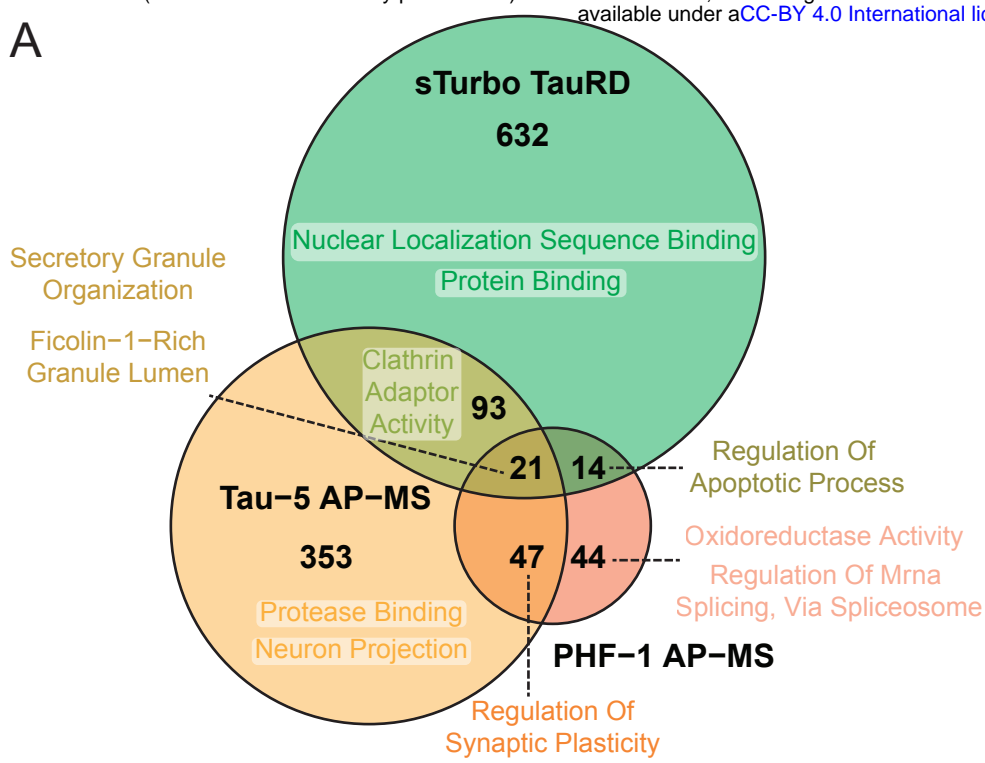 available under aCC-BY 4.0 International
A
sTurbo TauRD
632
Nuclear Localization Sequence Binding
Protein Binding
Secretory Granule
Organization
Ficolin−1−Rich
Granule Lumen
Clathrin
Adaptor
Activity
93
21
14
Regulation Of
Apoptotic Process
Tau−5 AP−MS
353
Protease Binding
Neuron Projection
47
44
Oxidoreductase Activity
Regulation Of Mrna
Splicing, Via Spliceosome
PHF−1 AP−MS
Regulation Of
Synaptic Plasticity